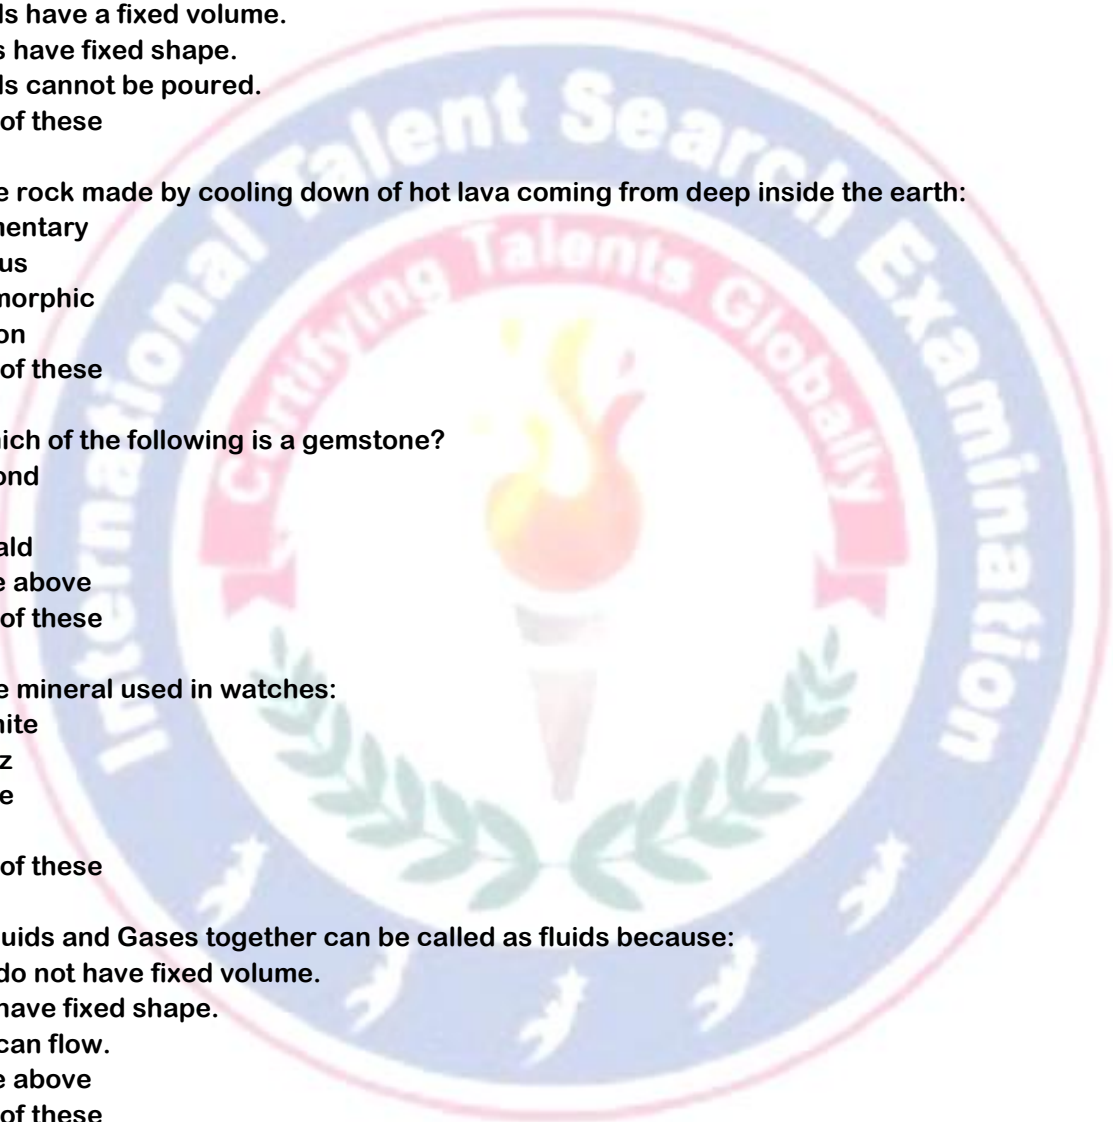 ls have a fixed volume.
s have fixed shape.
ls cannot be poured.
of these
e rock made by cooling down of hot lava coming from deep inside the earth:
nentary
us
morphic
on
of these
ich of the following is a gemstone?
ond
ald
e above
of these
e mineral used in watches:
nite
z
e
of these
uids and Gases together can be called as fluids because:
do not have fixed volume.
have fixed shape.
can flow.
e above
of these
International Talent Search Examination
Certifying Talents Globally